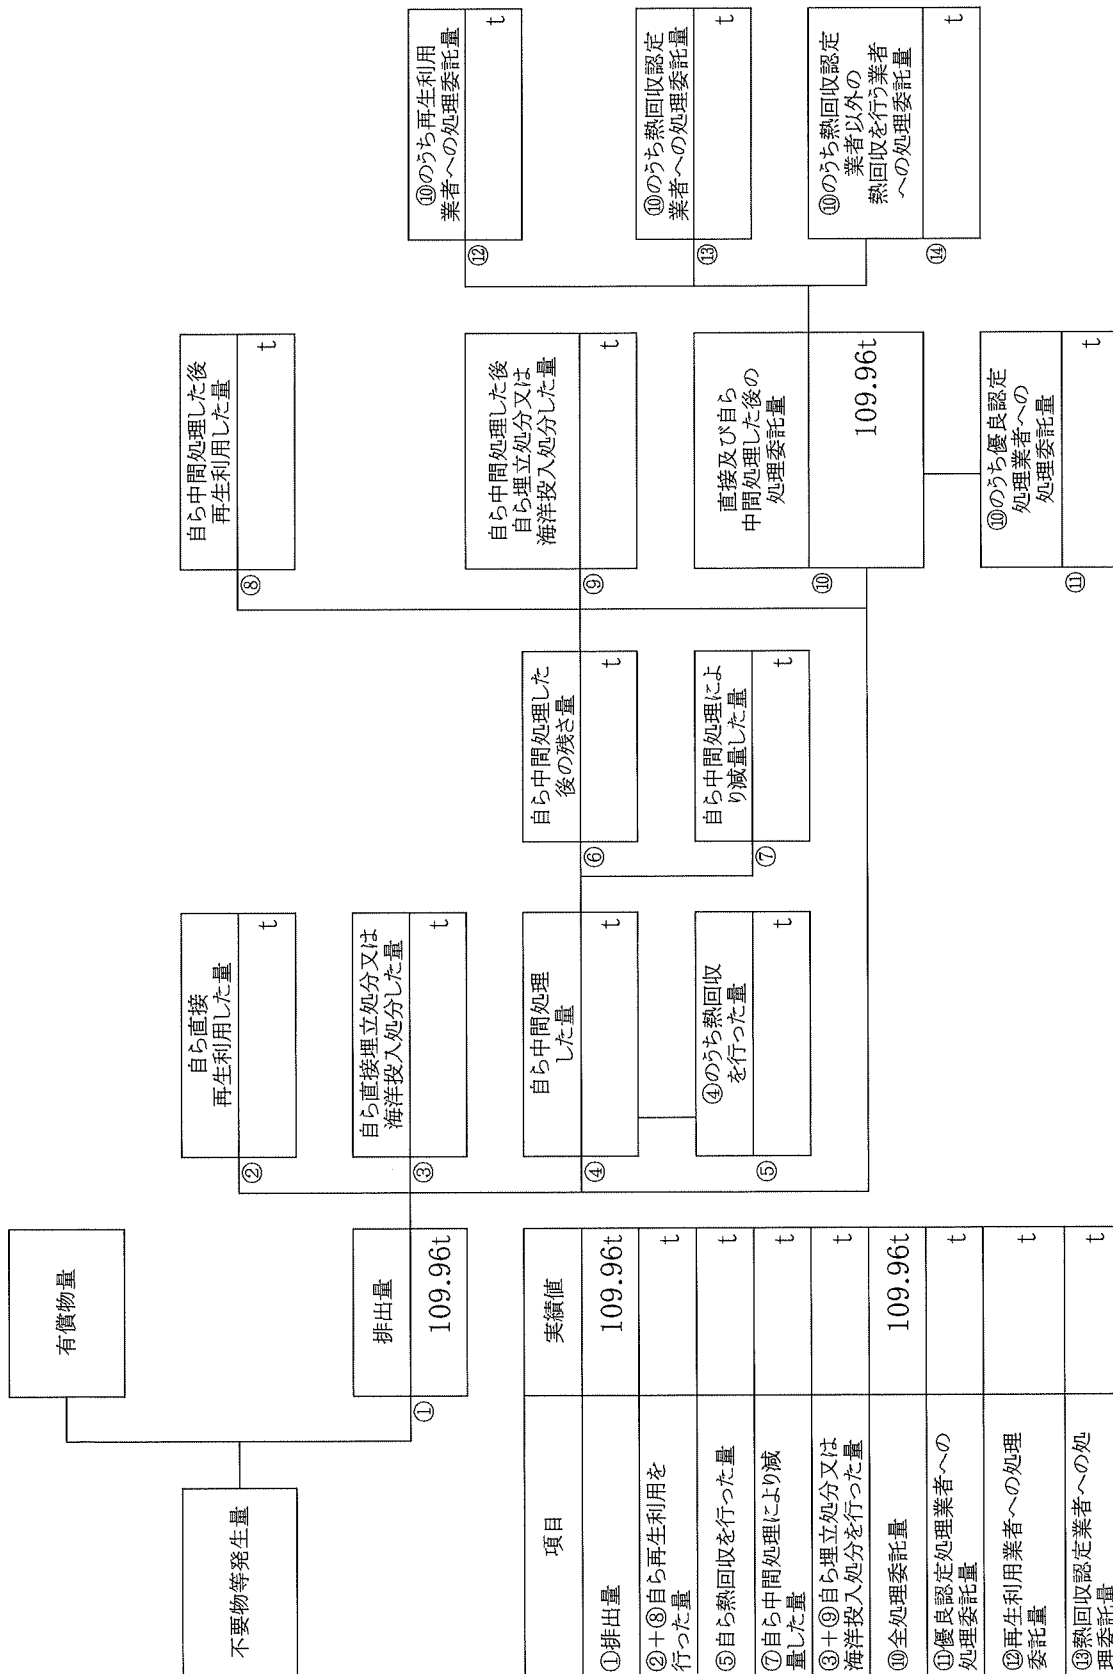 不要物等発生量
有償物量
排出量
①
109.96t
自ら直接
再生利用した量
②
t
自ら直接埋立処分又は
海洋投入処分した量
③
t
自ら中間処理
した量
④
t
④のうち熱回収
を行った量
⑤
t
自ら中間処理した
後の残さ量
⑥
t
自ら中間処理によ
り減量した量
⑦
t
自ら中間処理した後
再生利用した量
⑧
t
自ら中間処理した後
自ら埋立処分又は
海洋投入処分した量
⑨
t
直接及び自ら
中間処理した後の
処理委託量
⑩
109.96t
⑩のうち優良認定
処理業者への
処理委託量
⑪
t
⑩のうち再生利用
業者への処理委託量
⑫
t
⑩のうち熱回収認定
業者への処理委託量
⑬
t
⑩のうち熱回収認定
業者以外の
熱回収を行う業者
への処理委託量
⑭
t
項目 実績値
①排出量 109.96t
②+⑧自ら再生利用を
行った量 t
⑤自ら熱回収を行った量 t
⑦自ら中間処理により減
量した量 t
③+⑨自ら埋立処分又は
海洋投入処分を行った量 t
⑩全処理委託量 109.96t
⑪優良認定処理業者への
処理委託量 t
⑫再生利用業者への処理
委託量 t
⑬熱回収認定業者への処
理委託量 t